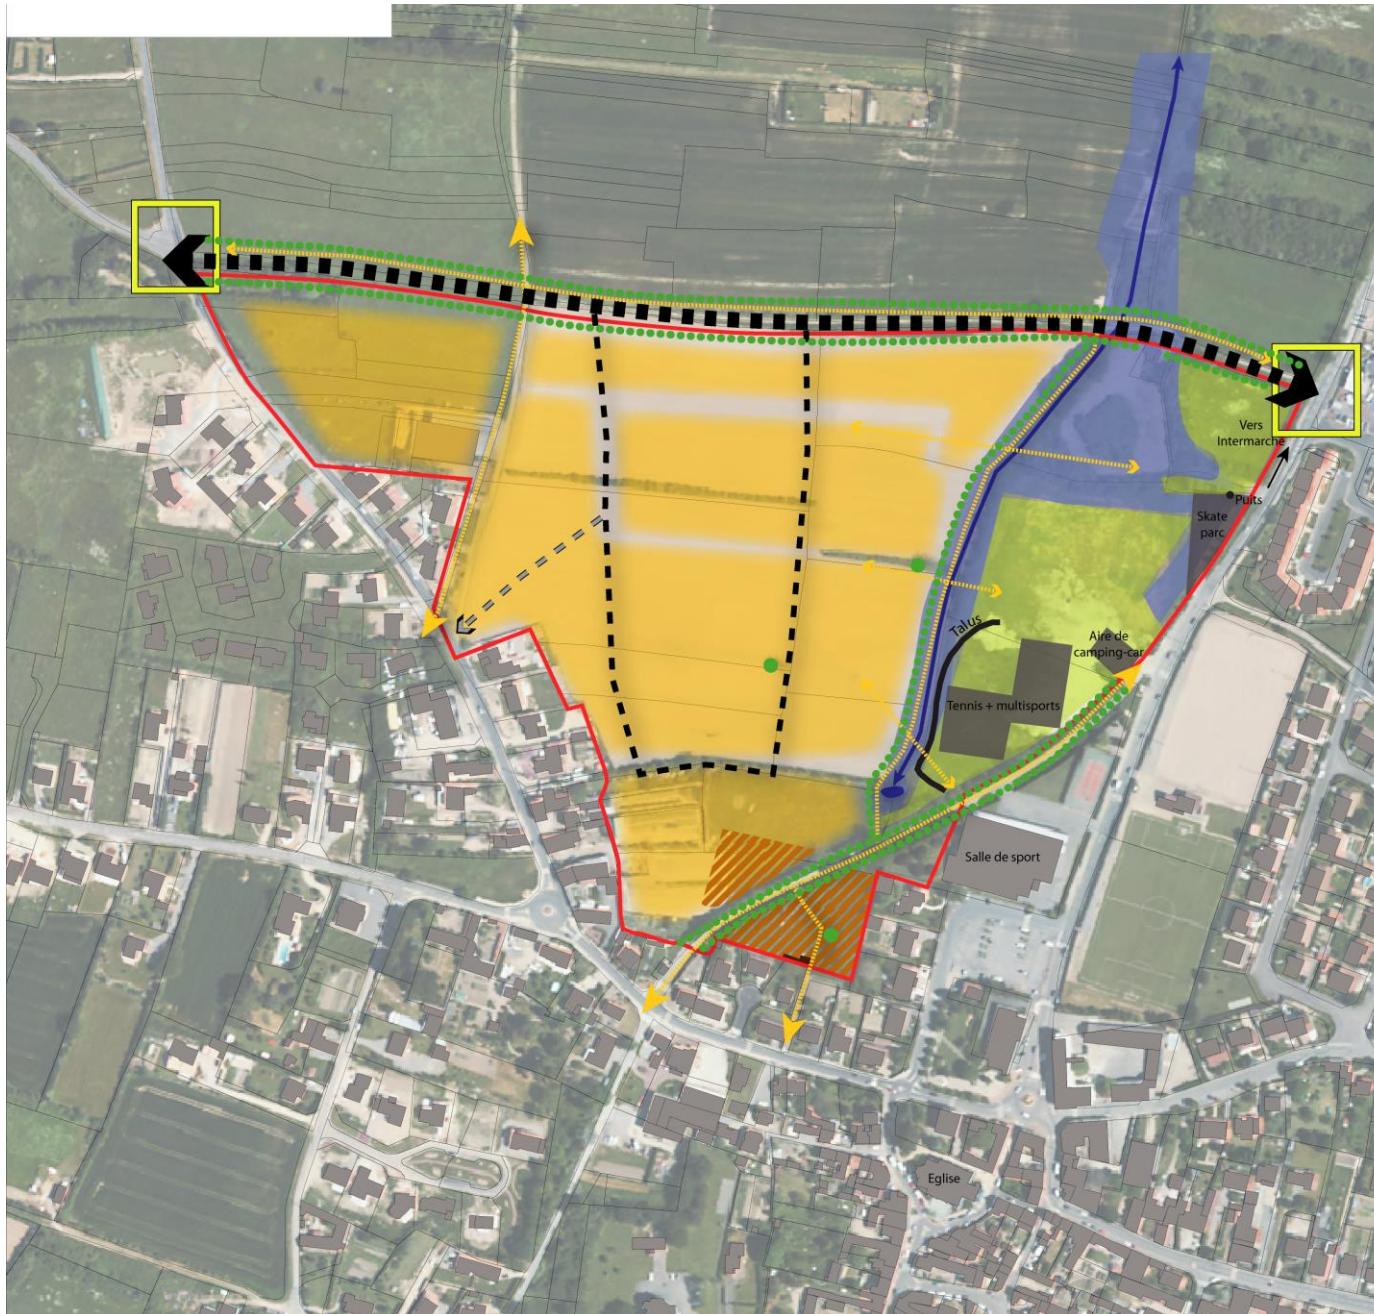 Vers
Intermarché
Puits
Skate
parc
Talus
Aire de
camping-car
Tennis + multisports
Salle de sport
Eglise